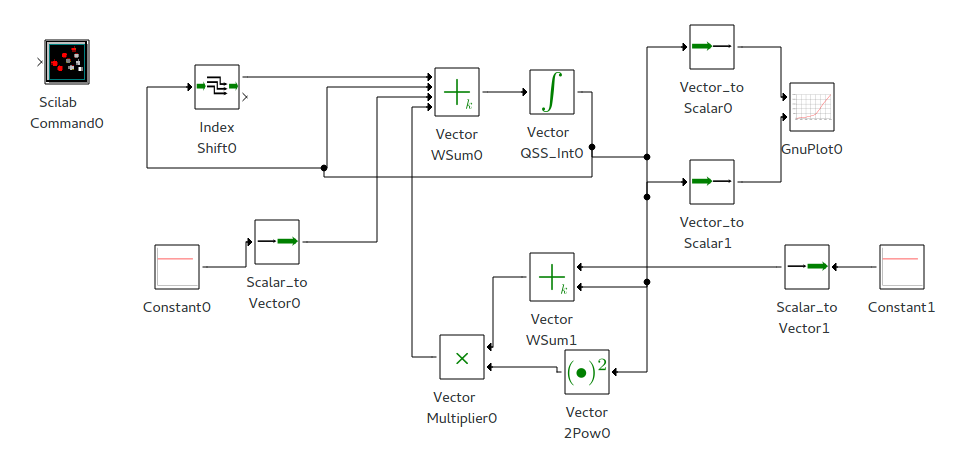 Scilab
Command0
Index
Shift0
+
k
Vector
WSum0
∫
Vector
QSS_Int0
Vector_to
Scalar0
GnuPlot0
Vector_to
Scalar1
Constant0
Scalar_to
Vector0
+
k
Vector
WSum1
Scalar_to
Vector1
Constant1
×
Vector
Multiplier0
(•)²
Vector
2Pow0